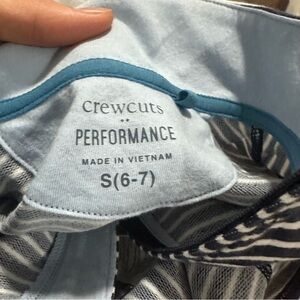 crewcuts
PERFORMANCE
MADE IN VIETNAM
S(6-7)